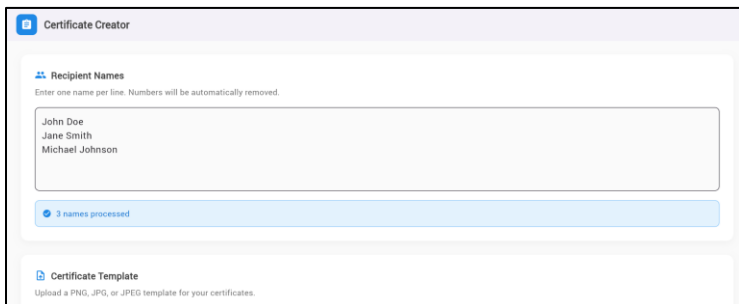 Certificate Creator
Recipient Names
Enter one name per line. Numbers will be automatically removed.
John Doe
Jane Smith
Michael Johnson
3 names processed
Certificate Template
Upload a PNG, JPG, or JPEG template for your certificates.